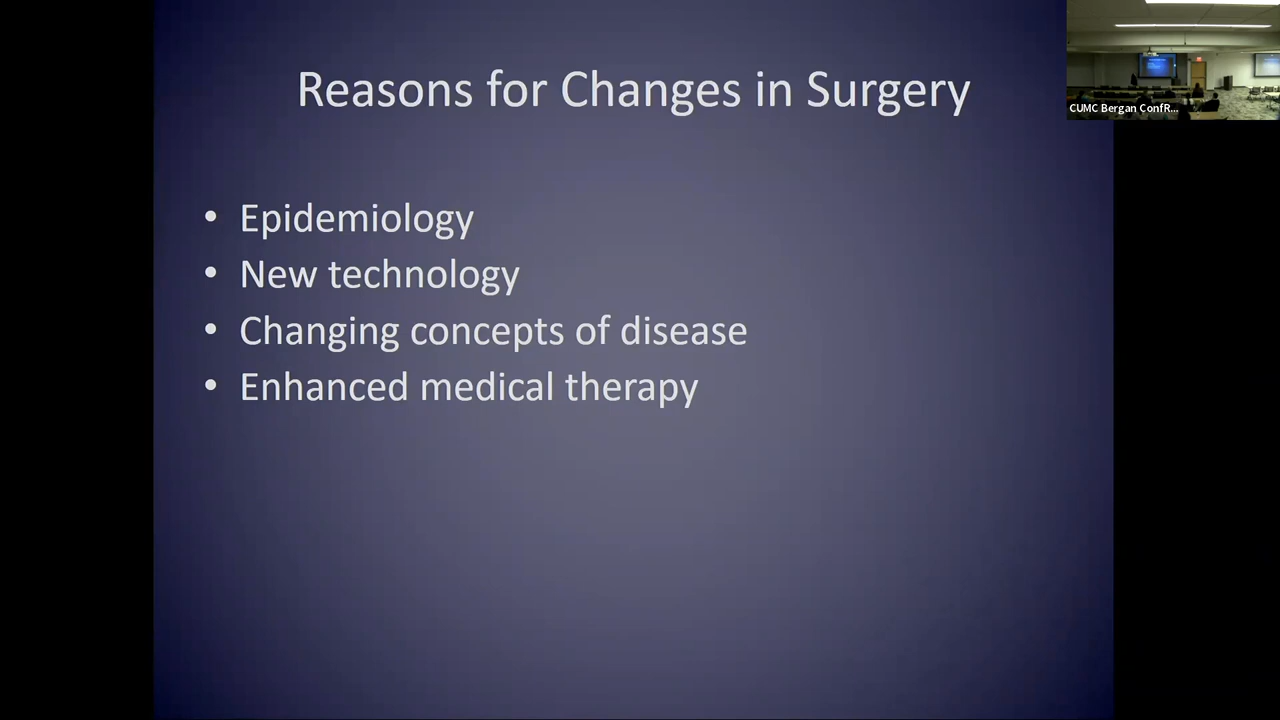 Reasons for Changes in Surgery
CUMC Bergan ConfR...
• Epidemiology
• New technology
• Changing concepts of disease
• Enhanced medical therapy